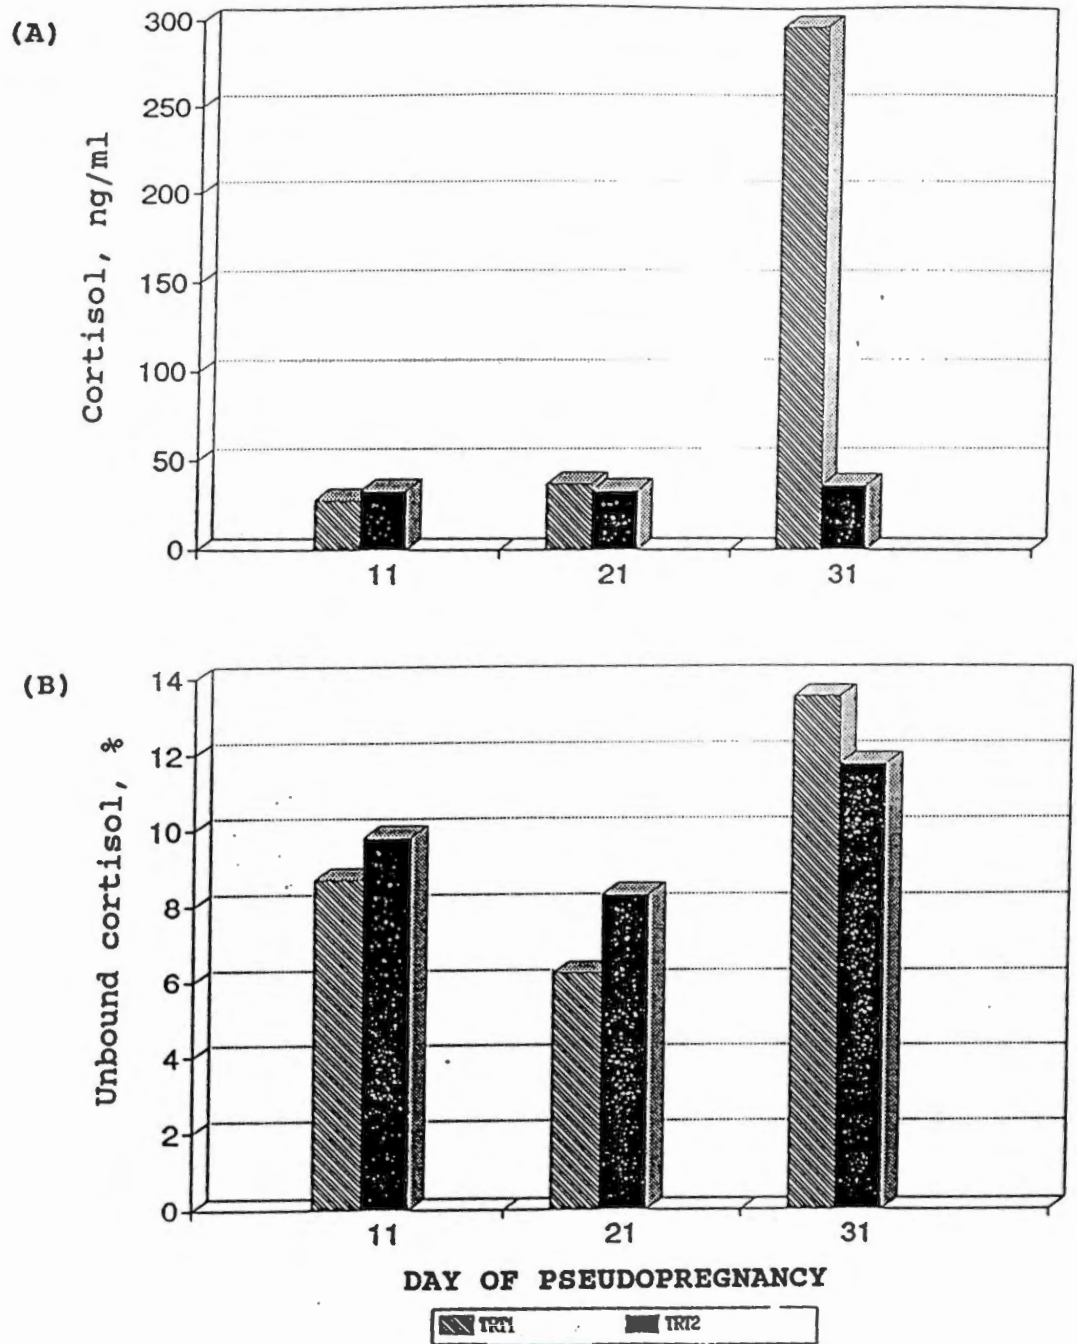 (A)
Cortisol, ng/ml
300
250
200
150
100
50
0
11 21 31
(B)
Unbound cortisol, %
14
12
10
8
6
4
2
0
11 21 31
DAY OF PSEUDOPREGNANCY
TRT1 TRT2